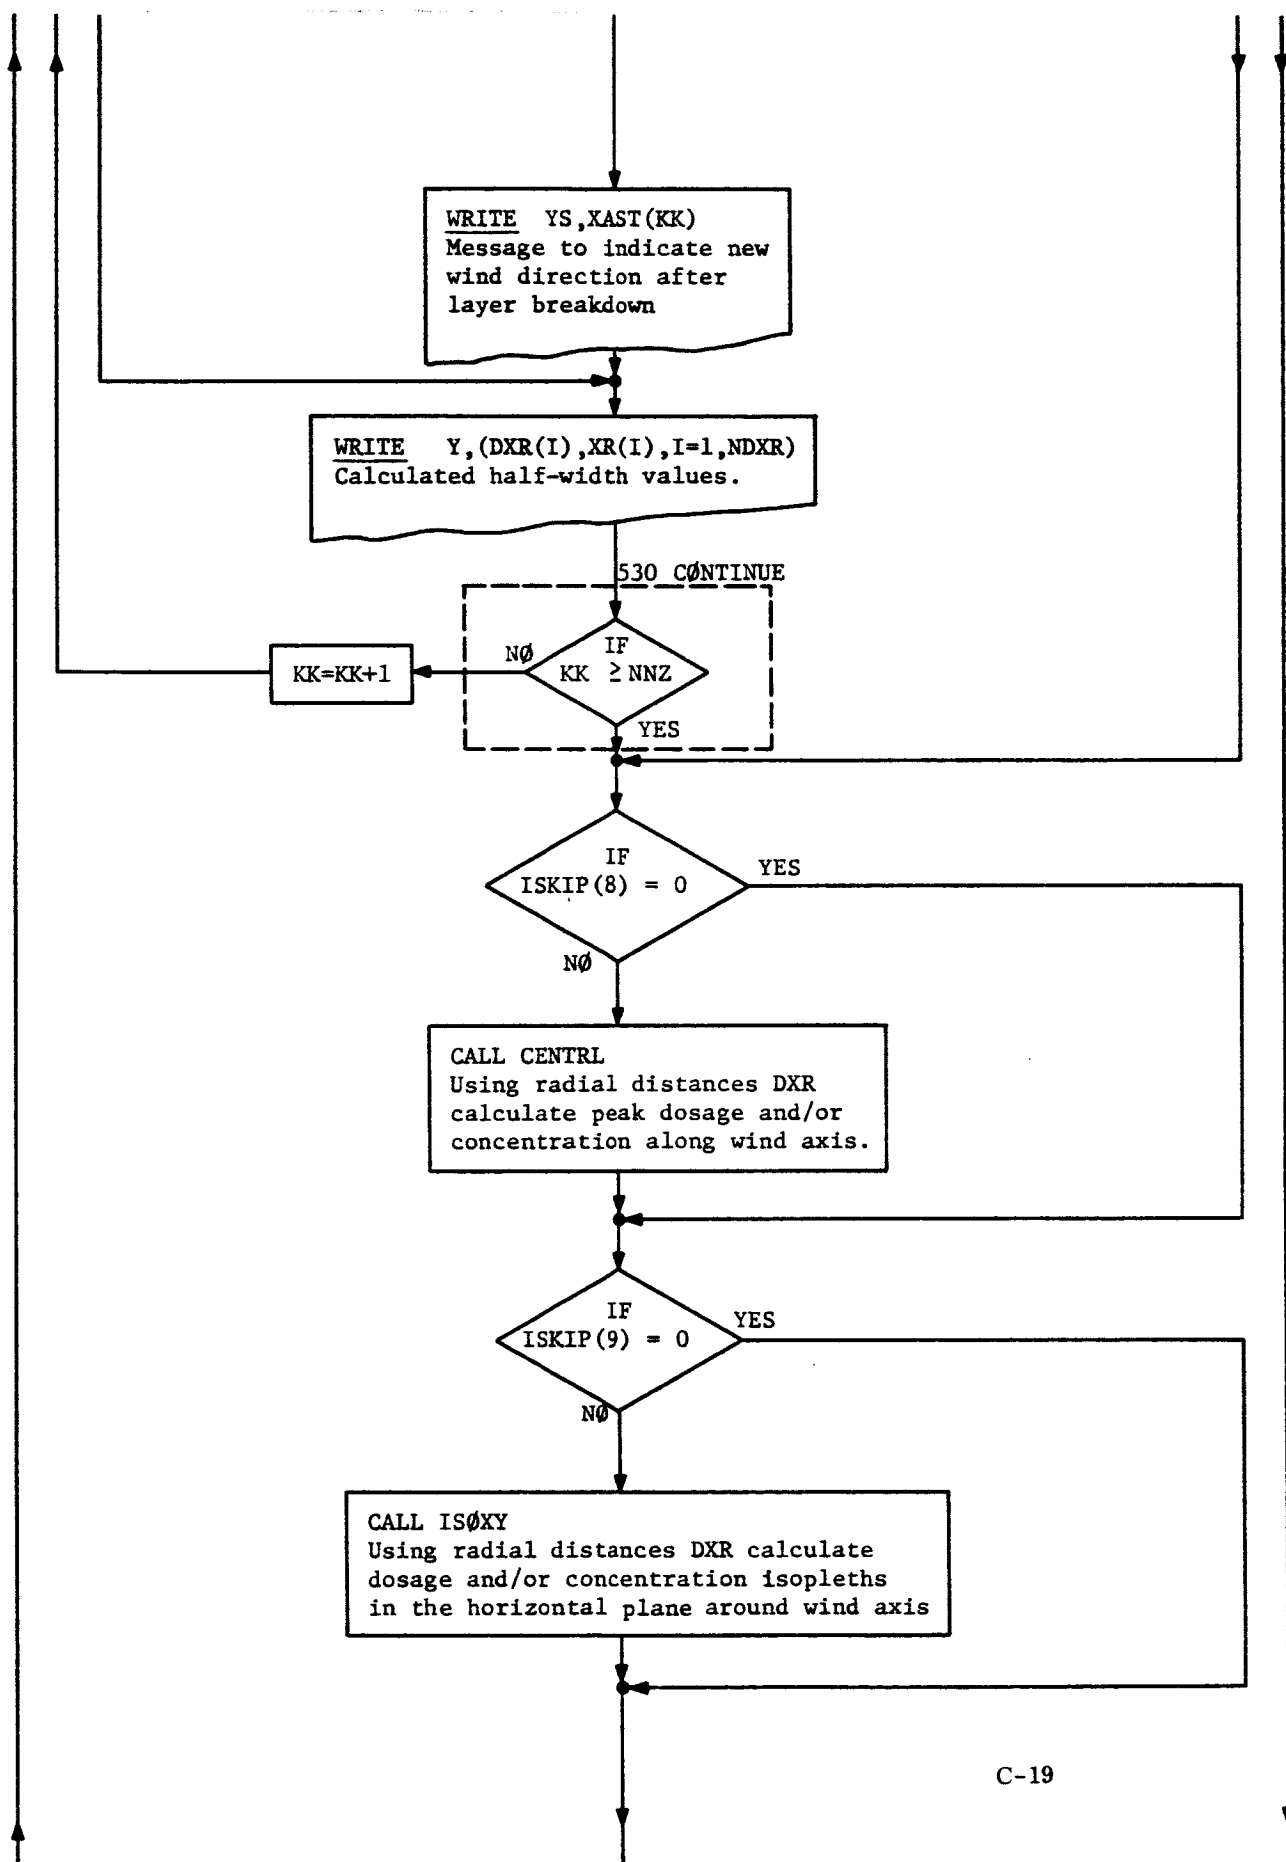 WRITE YS,XAST(KK)
Message to indicate new
wind direction after
layer breakdown
WRITE Y,(DXR(I),XR(I),I=1,NDXR)
Calculated half-width values.
530 CØNTINUE
IF
KK ≥ NNZ
NØ
KK=KK+1
YES
IF
ISKIP(8) = 0
YES
NØ
CALL CENTRL
Using radial distances DXR
calculate peak dosage and/or
concentration along wind axis.
IF
ISKIP(9) = 0
YES
NØ
CALL ISØXY
Using radial distances DXR calculate
dosage and/or concentration isopleths
in the horizontal plane around wind axis
C-19